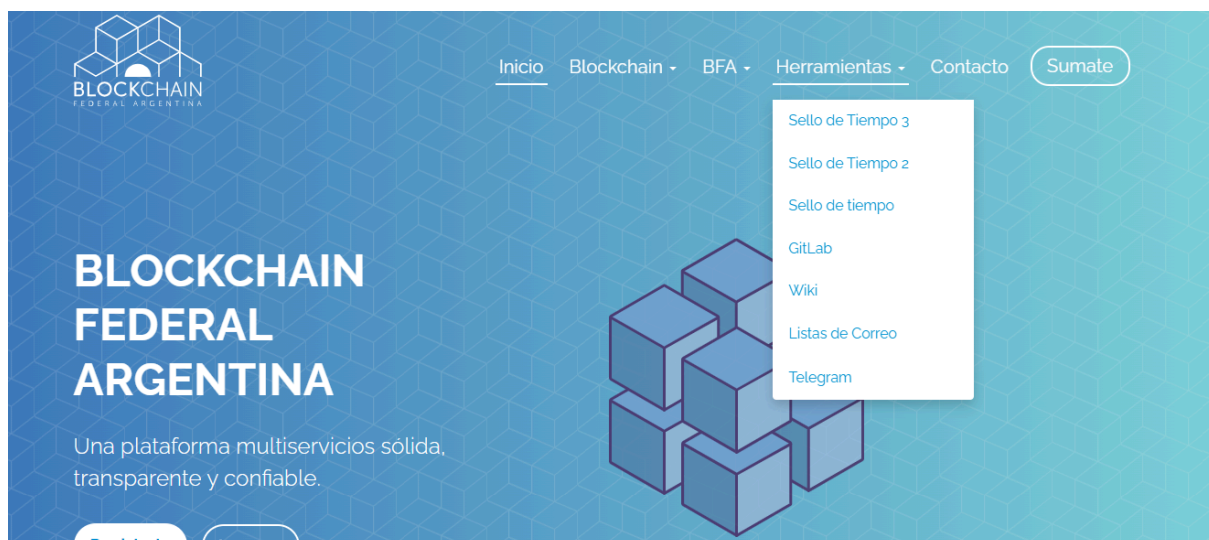 BLOCKCHAIN
FEDERAL ARGENTINA
Inicio Blockchain BFA Herramientas Contacto Sumate
Sello de Tiempo 3
Sello de Tiempo 2
Sello de tiempo
GitLab
Wiki
Listas de Correo
Telegram
BLOCKCHAIN
FEDERAL
ARGENTINA
Una plataforma multiservicios sólida,
transparente y confiable.